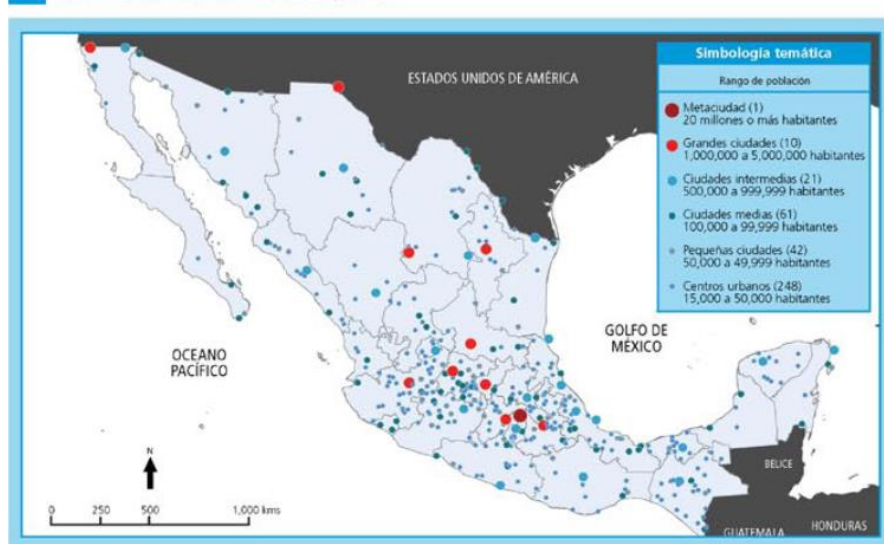 ESTADOS UNIDOS DE AMÉRICA
Simbología temática
Rango de población
Metaciudad (1)
20 millones o más habitantes
Grandes ciudades (10)
1,000,000 a 5,000,000 habitantes
Ciudades intermedias (21)
500,000 a 999,999 habitantes
Ciudades medias (61)
100,000 a 99,999 habitantes
Pequeñas ciudades (42)
50,000 a 49,999 habitantes
Centros urbanos (248)
15,000 a 50,000 habitantes
GOLFO DE
MÉXICO
OCEANO
PACÍFICO
N
0 250 500 1,000 kms
BELICE
GUATEMALA
HONDURAS